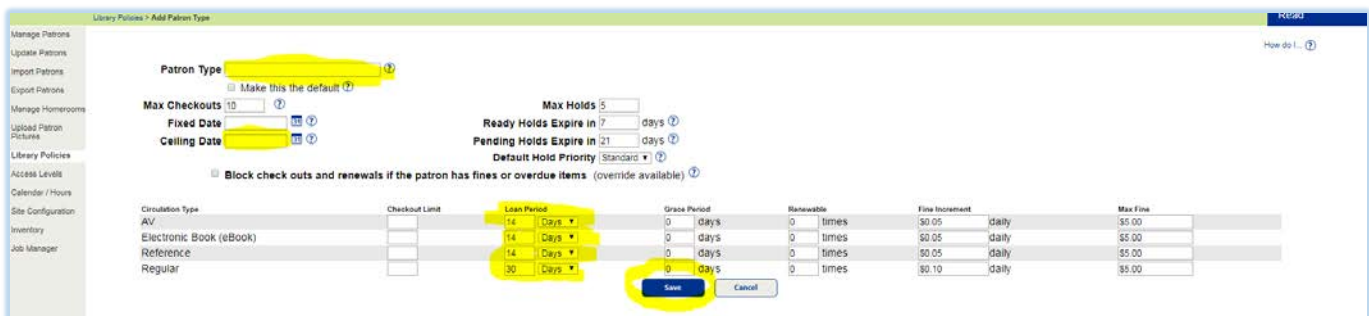 Library Policies > Add Patron Type
Read
How do I... ?
Manage Patrons
Update Patrons
Import Patrons
Export Patrons
Manage Homerooms
Upload Patron
Pictures
Library Policies
Access Levels
Calendar / Hours
Site Configuration
Inventory
Job Manager
Patron Type ?
Make this the default ?
Max Checkouts 10 ? Max Holds 5
Fixed Date ? Ready Holds Expire in 7 days ?
Ceiling Date ? Pending Holds Expire in 21 days ?
Default Hold Priority Standard ?
Block check outs and renewals if the patron has fines or overdue items (override available) ?
Circulation Type Checkout Limit Loan Period Grace Period Renewable Fine Increment Max Fine
AV 14 Days 0 days 0 times $0.05 daily $5.00
Electronic Book (eBook) 14 Days 0 days 0 times $0.05 daily $5.00
Reference 14 Days 0 days 0 times $0.05 daily $5.00
Regular 30 Days 0 days 0 times $0.10 daily $5.00
Save Cancel